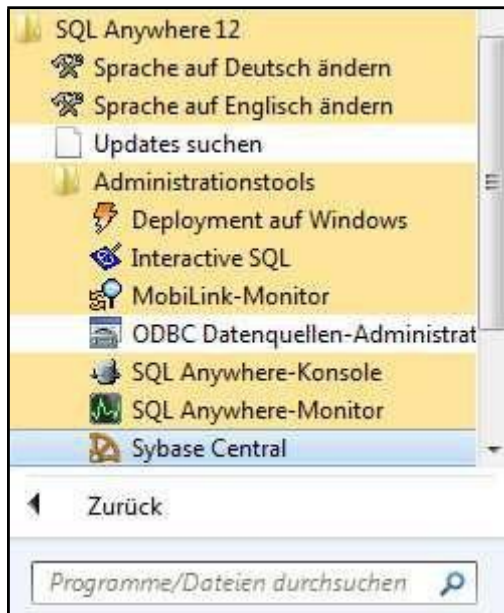 SQL Anywhere 12
Sprache auf Deutsch ändern
Sprache auf Englisch ändern
Updates suchen
Administrationstools
Deployment auf Windows
Interactive SQL
MobiLink-Monitor
ODBC Datenquellen-Administrat
SQL Anywhere-Konsole
SQL Anywhere-Monitor
Sybase Central
Zurück
Programme/Dateien durchsuchen